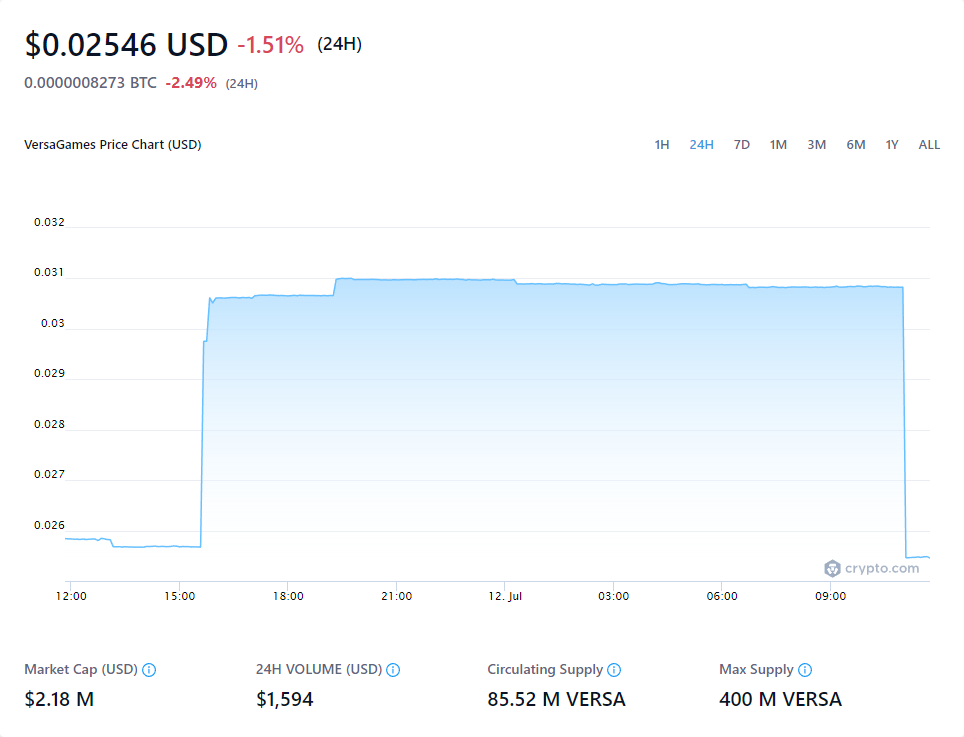 $0.02546 USD -1.51% (24H)
0.0000008273 BTC -2.49% (24H)
VersaGames Price Chart (USD) 1H 24H 7D 1M 3M 6M 1Y ALL
0.032
0.031
0.03
0.029
0.028
0.027
0.026
crypto.com
12:00 15:00 18:00 21:00 12. Jul 03:00 06:00 09:00
Market Cap (USD) 24H VOLUME (USD) Circulating Supply Max Supply
$2.18 M $1,594 85.52 M VERSA 400 M VERSA